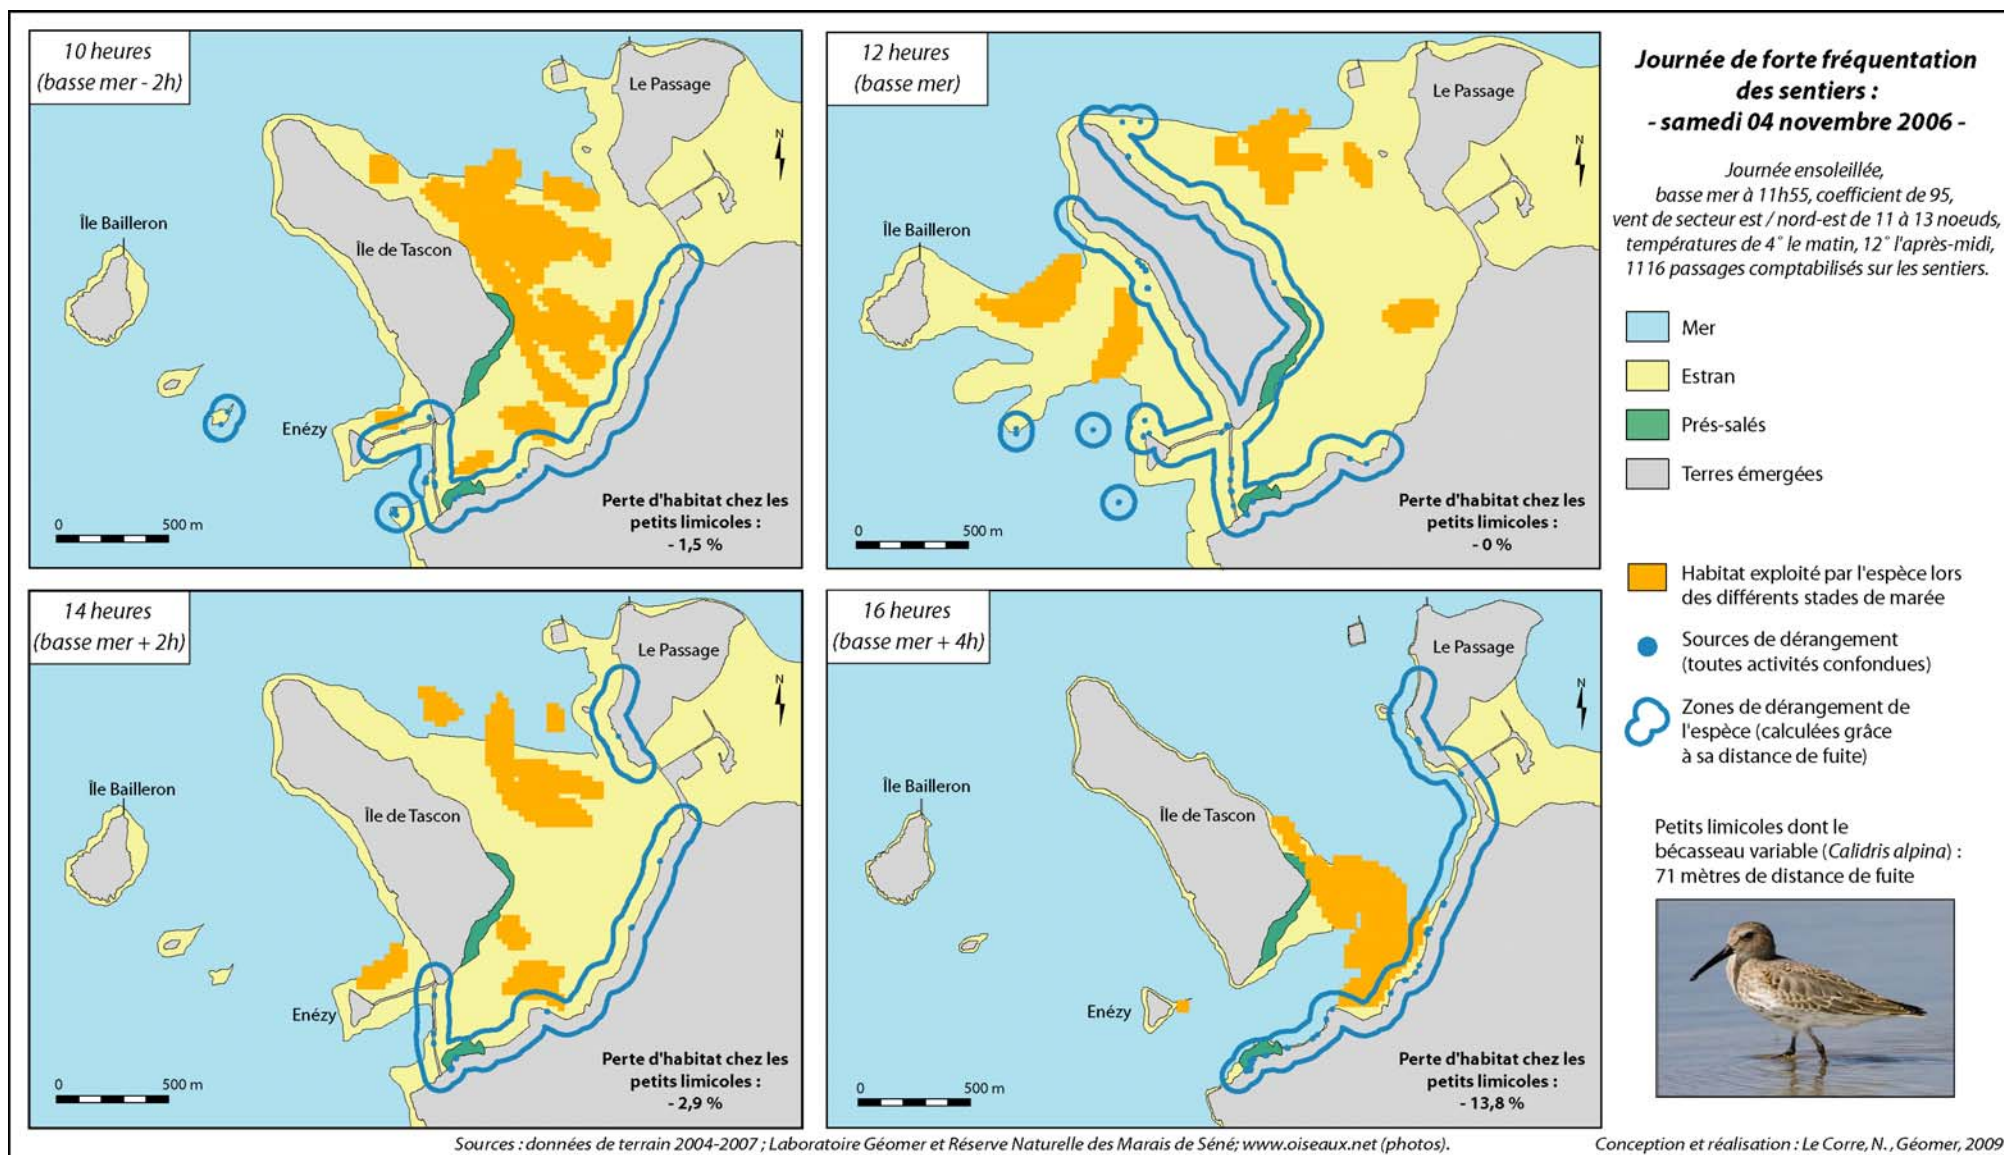 10 heures
(basse mer - 2h)
Le Passage
N
Île Bailleron
Île de Tascon
Enézy
0 500 m
Perte d'habitat chez les
petits limicoles :
- 1,5 %
12 heures
(basse mer)
Le Passage
N
Île Bailleron
0 500 m
Perte d'habitat chez les
petits limicoles :
- 0 %
14 heures
(basse mer + 2h)
Le Passage
N
Île Bailleron
Île de Tascon
Enézy
0 500 m
Perte d'habitat chez les
petits limicoles :
- 2,9 %
16 heures
(basse mer + 4h)
Le Passage
N
Île Bailleron
Île de Tascon
Enézy
0 500 m
Perte d'habitat chez les
petits limicoles :
- 13,8 %
Journée de forte fréquentation
des sentiers :
- samedi 04 novembre 2006 -
Journée ensoleillée,
basse mer à 11h55, coefficient de 95,
vent de secteur est / nord-est de 11 à 13 noeuds,
températures de 4° le matin, 12° l'après-midi,
1116 passages comptabilisés sur les sentiers.
Mer
Estran
Prés-salés
Terres émergées
Habitat exploité par l'espèce lors
des différents stades de marée
Sources de dérangement
(toutes activités confondues)
Zones de dérangement de
l'espèce (calculées grâce
à sa distance de fuite)
Petits limicoles dont le
bécasseau variable (Calidris alpina) :
71 mètres de distance de fuite
Sources : données de terrain 2004-2007 ; Laboratoire Géomer et Réserve Naturelle des Marais de Séné; www.oiseaux.net (photos).
Conception et réalisation : Le Corre, N., Géomer, 2009